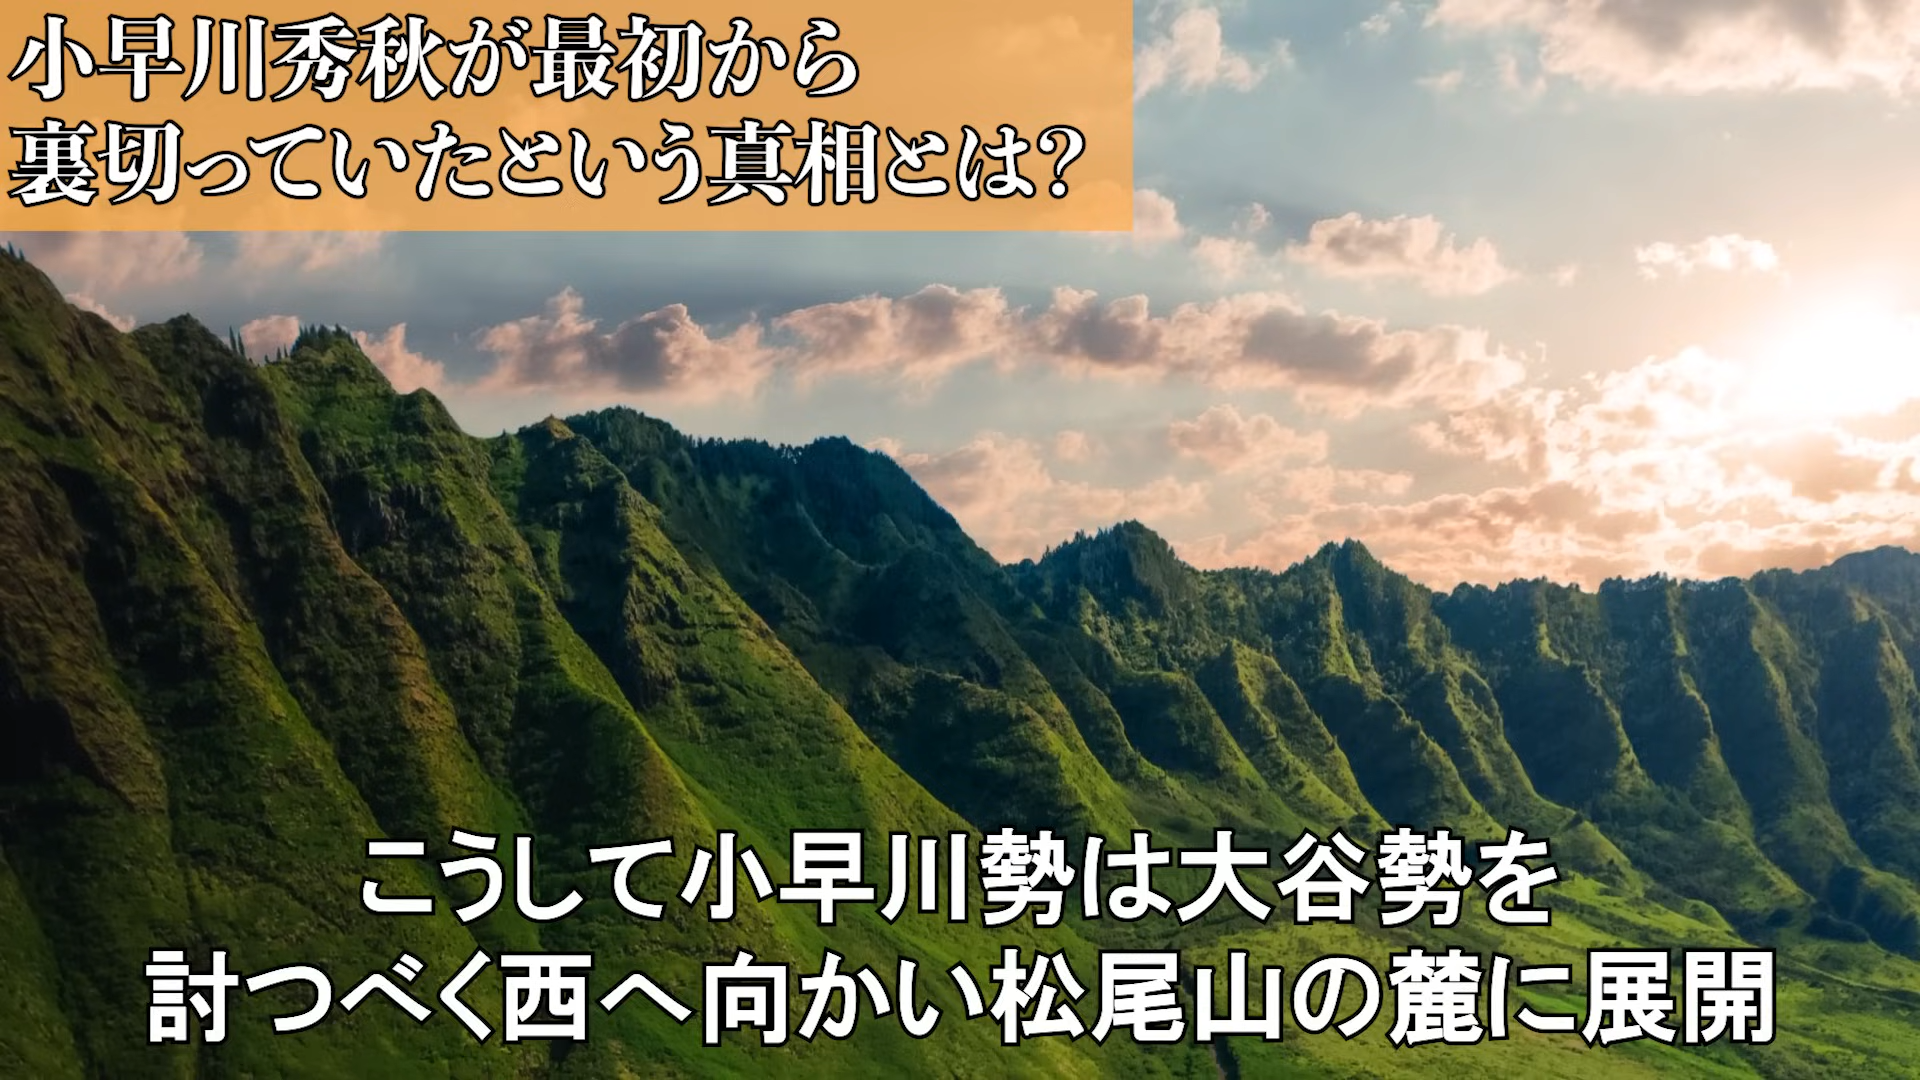 小早川秀秋が最初から
裏切っていたという真相とは?
こうして小早川勢は大谷勢を
討つべく西へ向かい松尾山の麓に展開